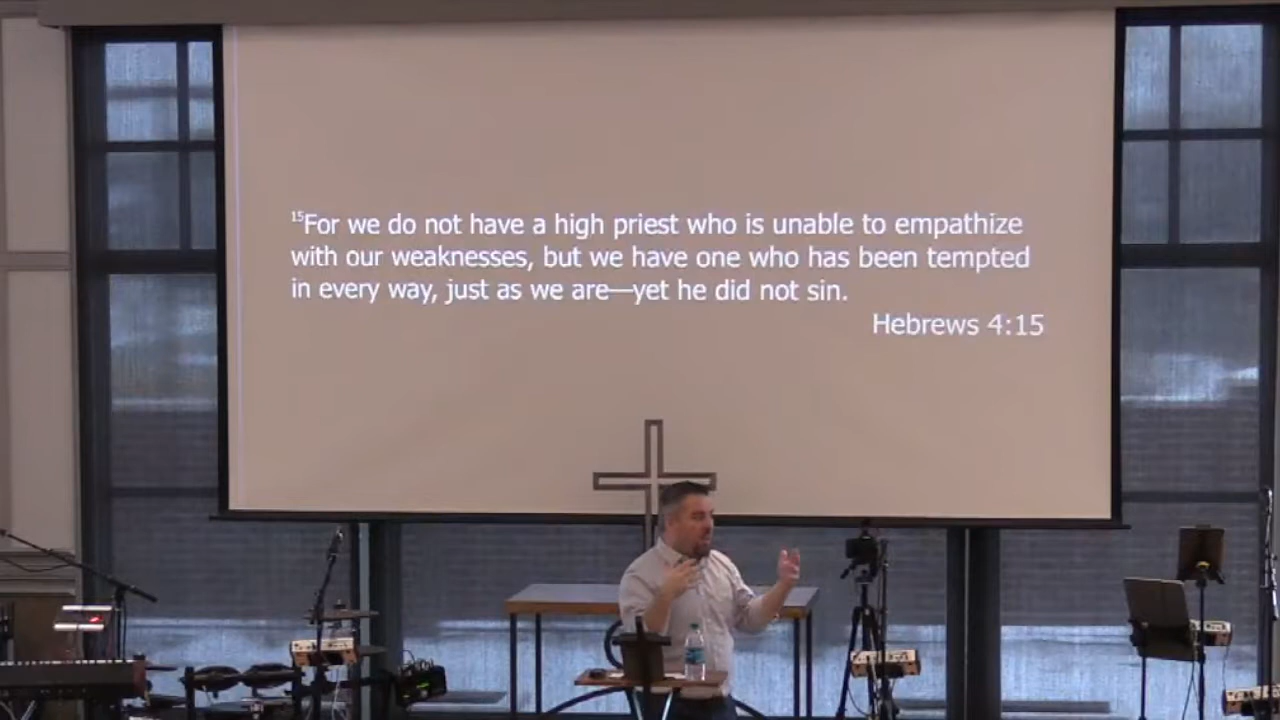 ¹⁵For we do not have a high priest who is unable to empathize
with our weaknesses, but we have one who has been tempted
in every way, just as we are—yet he did not sin.
Hebrews 4:15